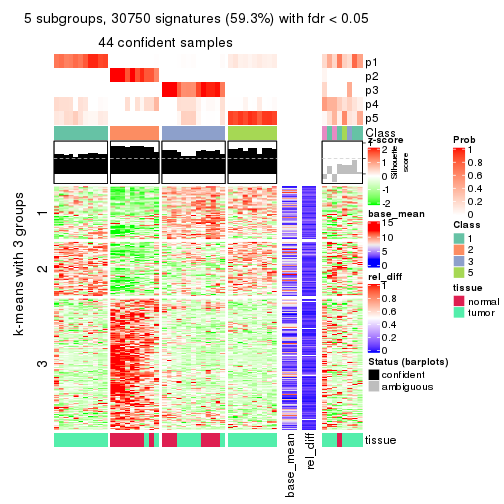 5 subgroups, 30750 signatures (59.3%) with fdr < 0.05
44 confident samples
p1
p2
p3
p4
p5
Class
k-means with 3 groups
1
2
3
tissue
base_mean
rel_diff
z-score
2
1
0
-1
-2
Silhouette
score
base_mean
15
10
5
0
rel_diff
1
0.8
0.6
0.4
0.2
0
Status (barplots)
confident
ambiguous
Prob
1
0.8
0.6
0.4
0.2
0
Class
1
2
3
5
tissue
normal
tumor